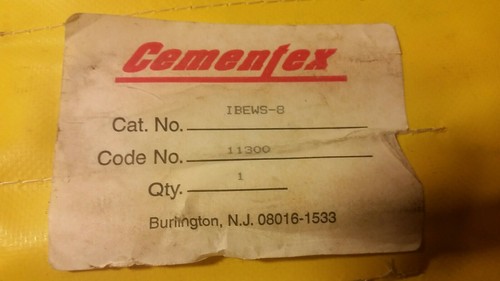 Cementex
Cat. No. IBEWS-8
Code No. 11300
Qty. 1
Burlington, N.J. 08016-1533